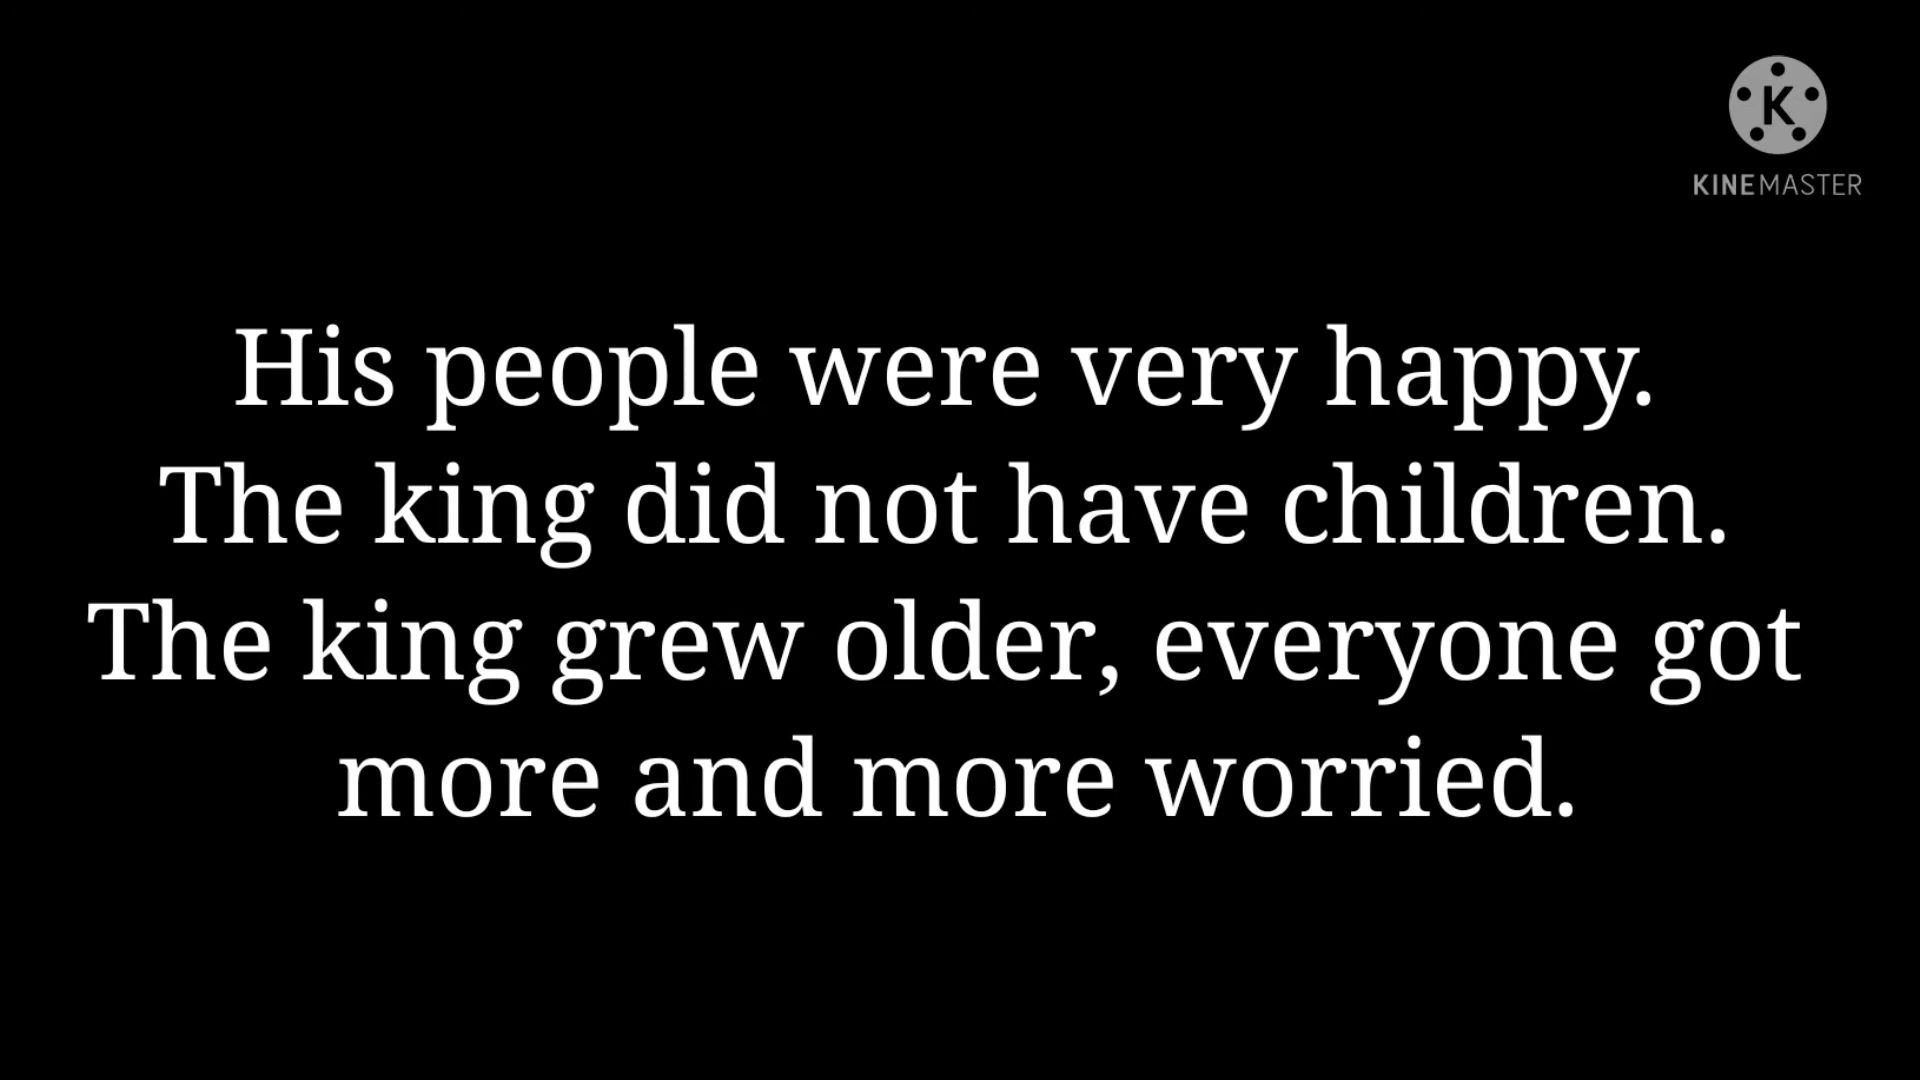 K
KINEMASTER
His people were very happy.
The king did not have children.
The king grew older, everyone got
more and more worried.